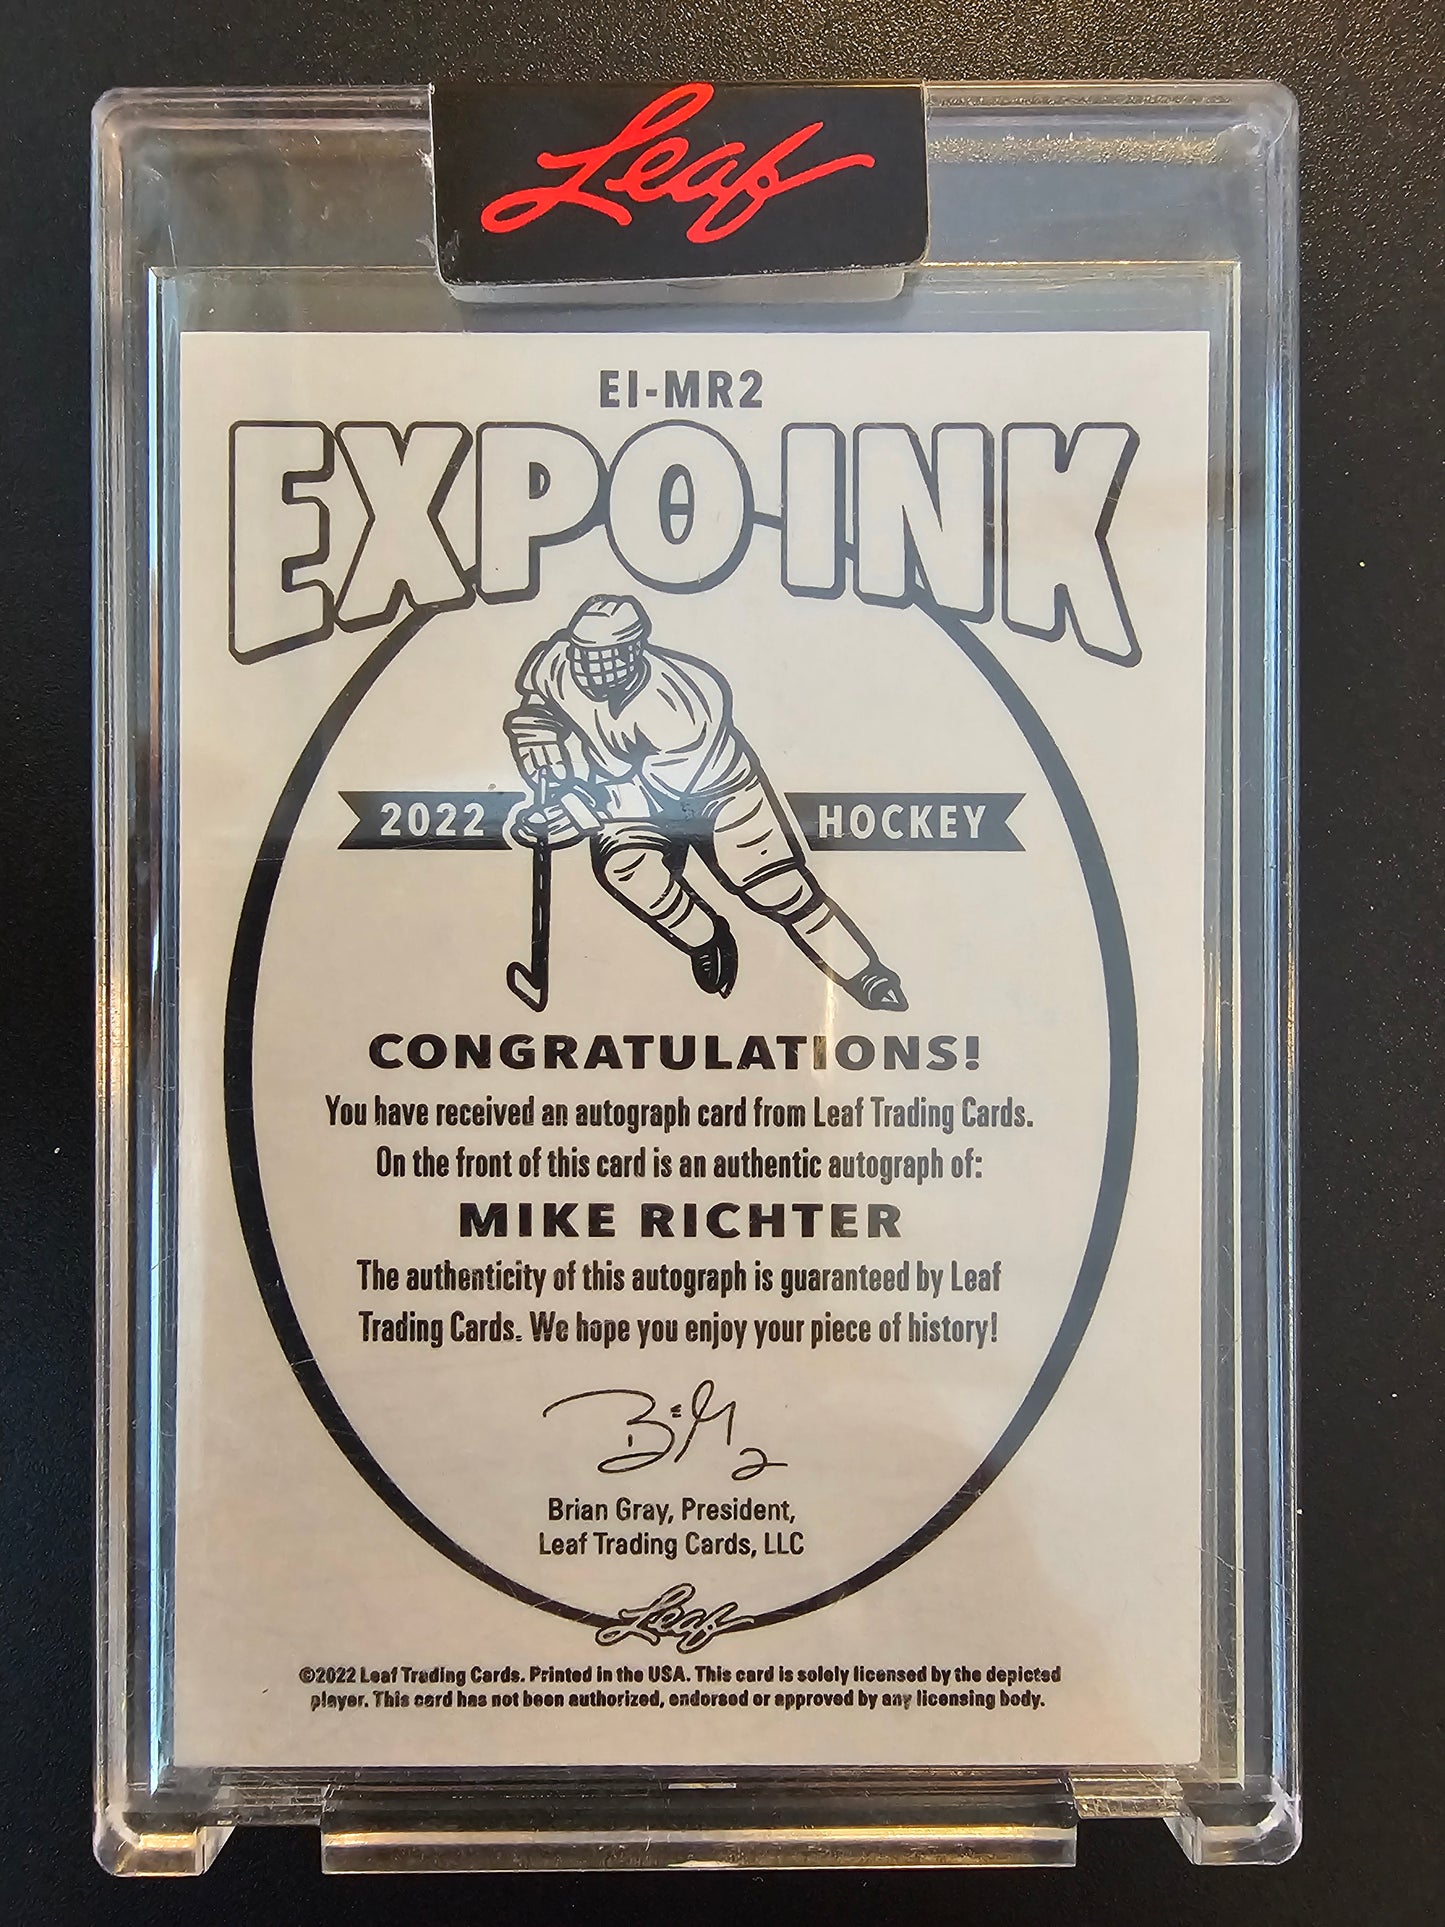 Leaf
EI-MR2
EXPO-INK
2022 HOCKEY
CONGRATULATIONS!
You have received an autograph card from Leaf Trading Cards.
On the front of this card is an authentic autograph of:
MIKE RICHTER
The authenticity of this autograph is guaranteed by Leaf
Trading Cards. We hope you enjoy your piece of history!
Brian Gray, President,
Leaf Trading Cards, LLC
Leaf
©2022 Leaf Trading Cards. Printed in the USA. This card is solely licensed by the depicted
player. This card has not been authorized, endorsed or approved by any licensing body.